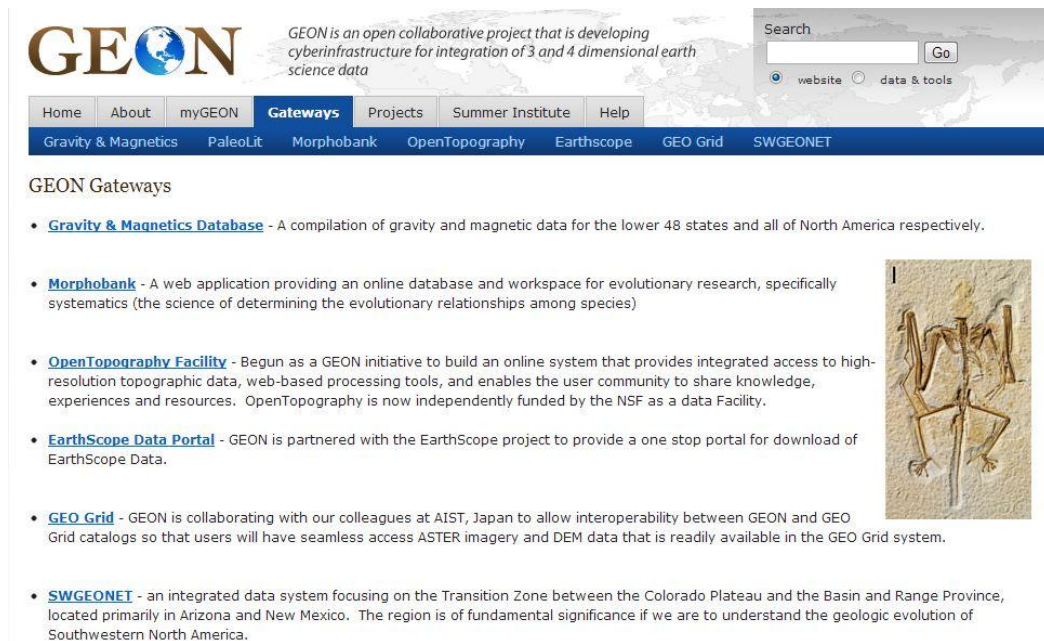 GEON
GEON is an open collaborative project that is developing
cyberinfrastructure for integration of 3 and 4 dimensional earth
science data
Search
Go
website data & tools
Home About myGEON Gateways Projects Summer Institute Help
Gravity & Magnetics PaleoLit Morphobank OpenTopography Earthscope GEO Grid SWGEONET
GEON Gateways
• Gravity & Magnetics Database - A compilation of gravity and magnetic data for the lower 48 states and all of North America respectively.
• Morphobank - A web application providing an online database and workspace for evolutionary research, specifically
systematics (the science of determining the evolutionary relationships among species)
• OpenTopography Facility - Begun as a GEON initiative to build an online system that provides integrated access to high-
resolution topographic data, web-based processing tools, and enables the user community to share knowledge,
experiences and resources. OpenTopography is now independently funded by the NSF as a data Facility.
• EarthScope Data Portal - GEON is partnered with the EarthScope project to provide a one stop portal for download of
EarthScope Data.
• GEO Grid - GEON is collaborating with our colleagues at AIST, Japan to allow interoperability between GEON and GEO
Grid catalogs so that users will have seamless access ASTER imagery and DEM data that is readily available in the GEO Grid system.
• SWGEONET - an integrated data system focusing on the Transition Zone between the Colorado Plateau and the Basin and Range Province,
located primarily in Arizona and New Mexico. The region is of fundamental significance if we are to understand the geologic evolution of
Southwestern North America.